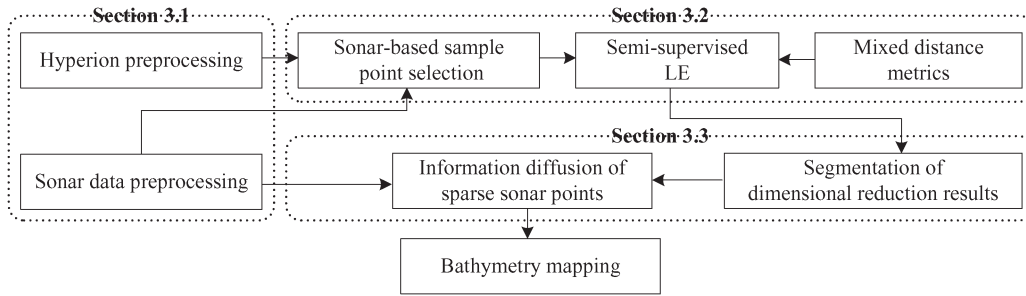 Section 3.1
Section 3.2
Hyperion preprocessing
Sonar-based sample
point selection
Semi-supervised
LE
Mixed distance
metrics
Section 3.3
Sonar data preprocessing
Information diffusion of
sparse sonar points
Segmentation of
dimensional reduction results
Bathymetry mapping